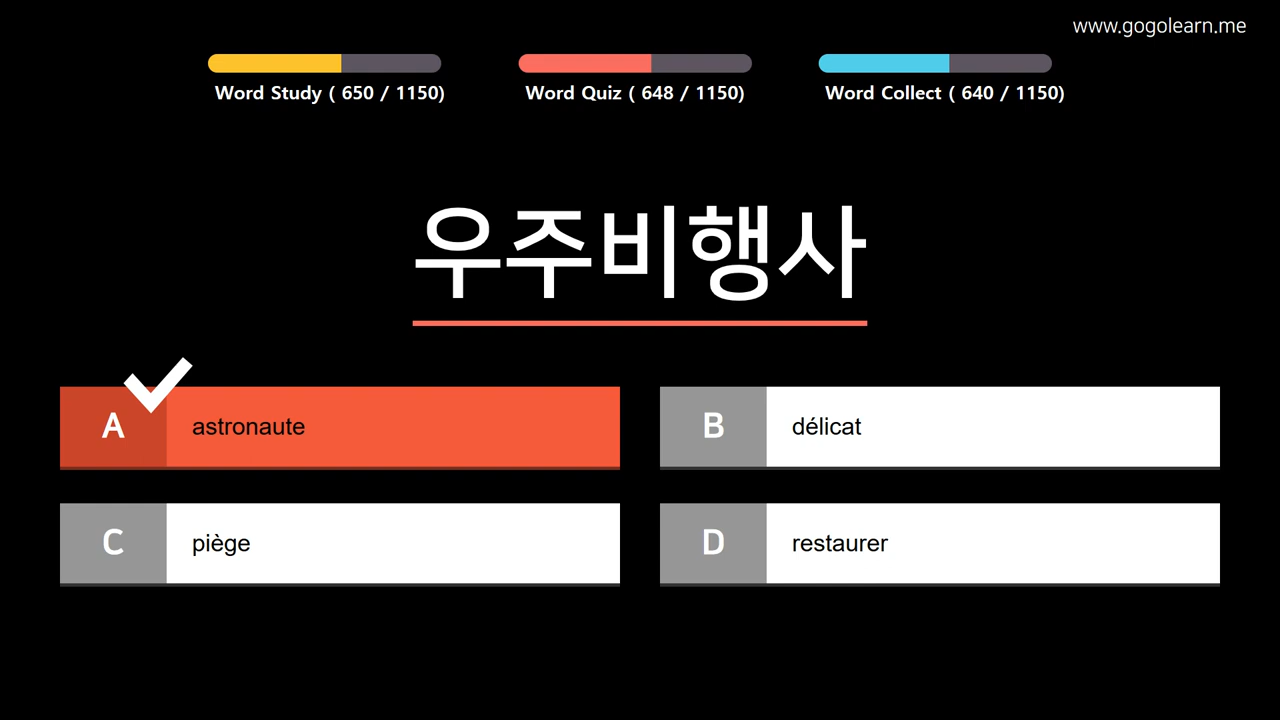 www.gogolearn.me
Word Study ( 650 / 1150)
Word Quiz ( 648 / 1150)
Word Collect ( 640 / 1150)
우주비행사
A
astronaute
B
délicat
C
piège
D
restaurer